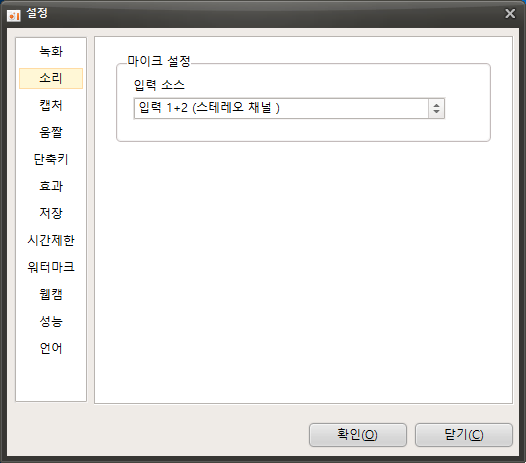 설정
녹화
소리
캡처
움짤
단축키
효과
저장
시간제한
워터마크
웹캠
성능
언어
마이크 설정
입력 소스
입력 1+2 (스테레오 채널 )
확인(O)
닫기(C)